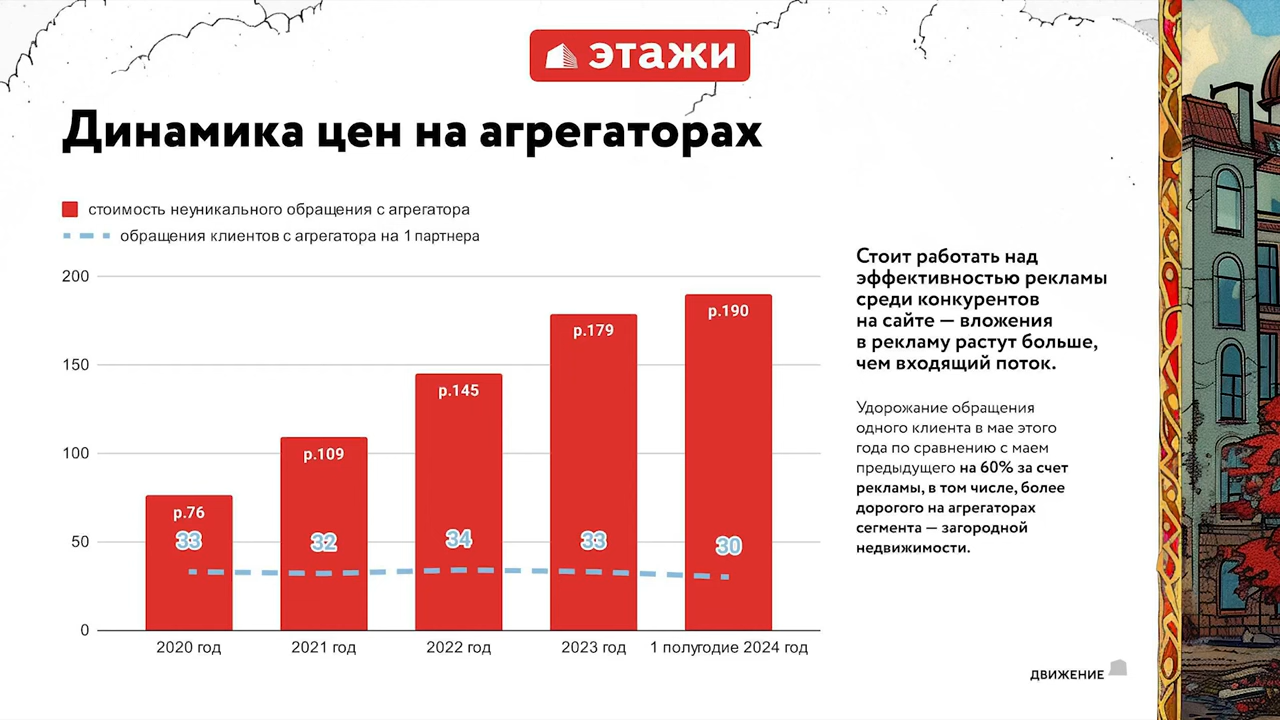 этажи
Динамика цен на агрегаторах
стоимость неуникального обращения с агрегатора
обращения клиентов с агрегатора на 1 партнера
200
150
100
50
0
р.76
р.109
р.145
р.179
р.190
33
32
34
33
30
2020 год
2021 год
2022 год
2023 год
1 полугодие 2024 год
Стоит работать над
эффективностью рекламы
среди конкурентов
на сайте — вложения
в рекламу растут больше,
чем входящий поток.
Удорожание обращения
одного клиента в мае этого
года по сравнению с маем
предыдущего на 60% за счет
рекламы, в том числе, более
дорогого на агрегаторах
сегмента — загородной
недвижимости.
ДВИЖЕНИЕ